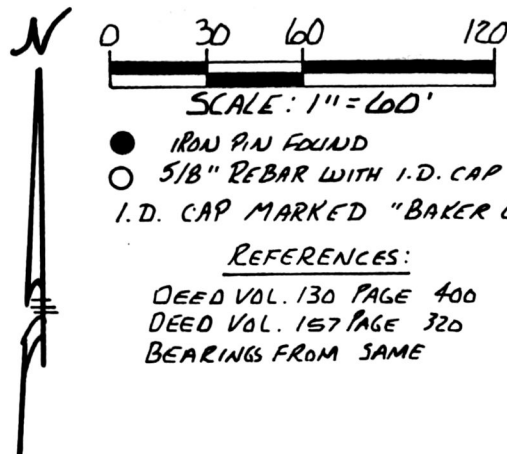 N
0 30 60 120
SCALE: 1"=60'
IRON PIN FOUND
5/8" REBAR WITH I.D. CAP
I.D. CAP MARKED "BAKER
REFERENCES:
DEED VOL. 130 PAGE 400
DEED VOL. 157 PAGE 320
BEARINGS FROM SAME